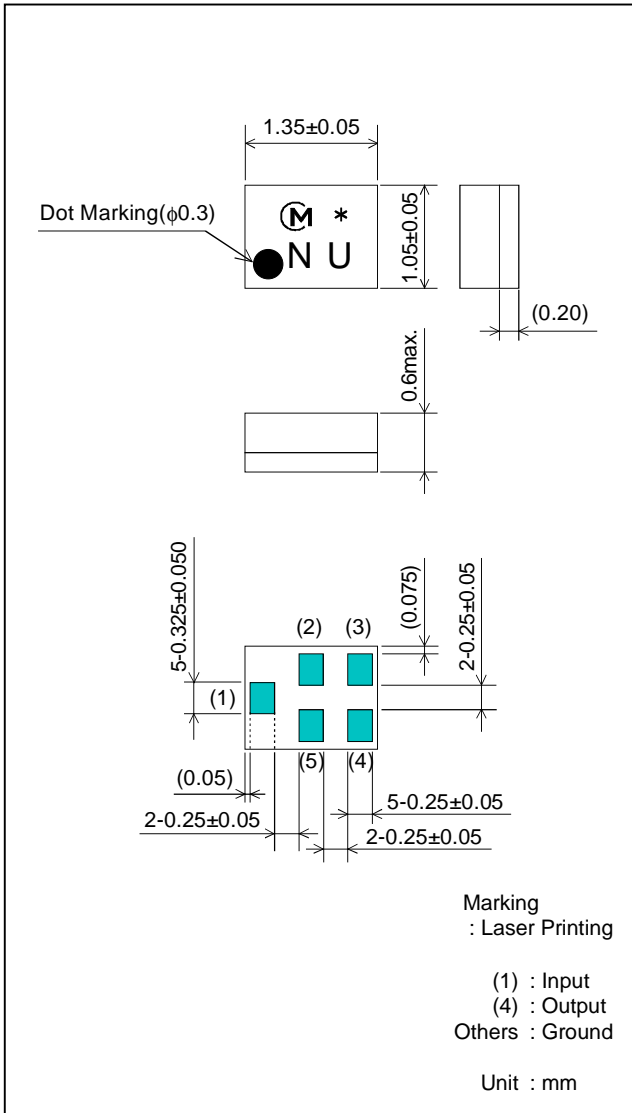 1.35±0.05
Dot Marking(ϕ0.3)
M *
N U
1.05±0.05
(0.20)
0.6max.
5-0.325±0.050
(1)
(2)
(3)
(0.075)
2-0.25±0.05
(5)
(4)
(0.05)
5-0.25±0.05
2-0.25±0.05
2-0.25±0.05
Marking
: Laser Printing
(1) : Input
(4) : Output
Others : Ground
Unit : mm